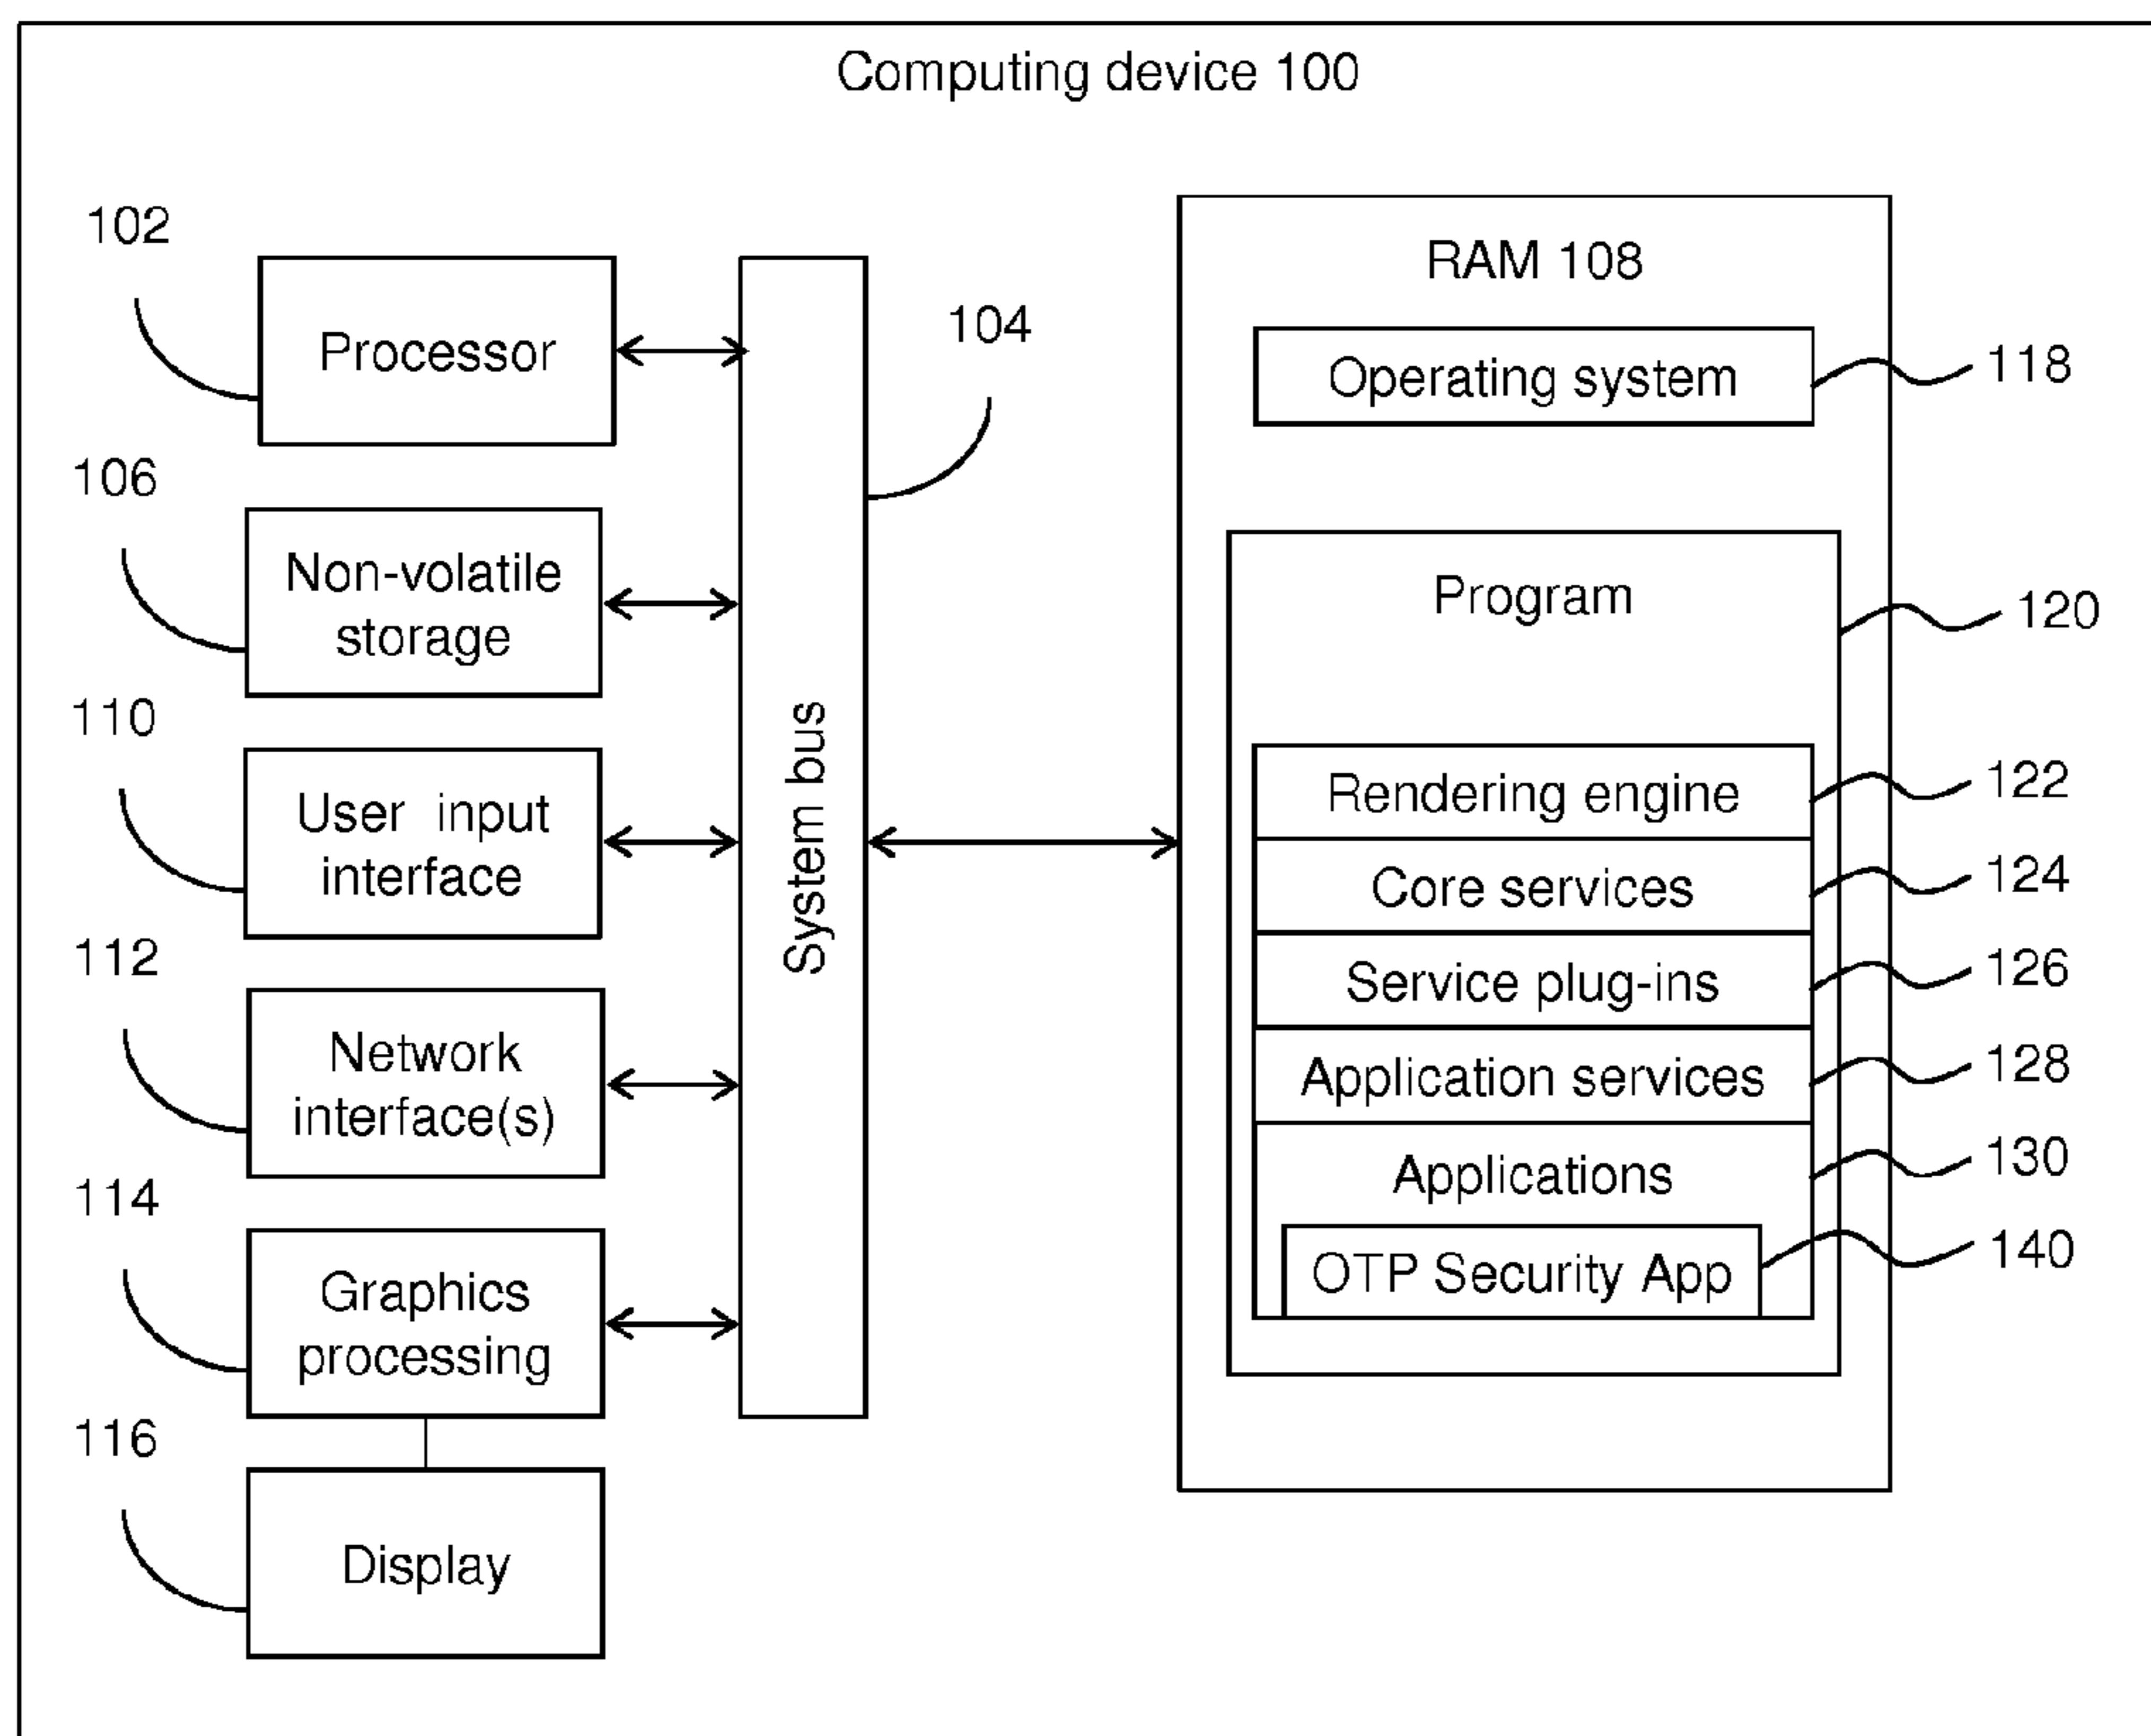 Computing device 100
102
Processor
106
Non-volatile
storage
110
User input
interface
112
Network
interface(s)
114
Graphics
processing
116
Display
System bus
104
RAM 108
Operating system
118
Program
120
Rendering engine
122
Core services
124
Service plug-ins
126
Application services
128
Applications
130
OTP Security App
140